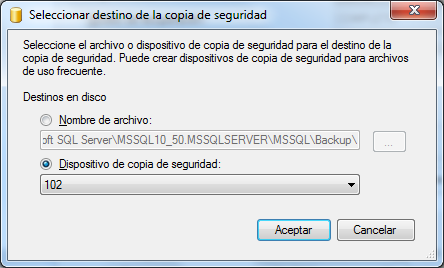 Seleccionar destino de la copia de seguridad
Seleccione el archivo o dispositivo de copia de seguridad para el destino de la
copia de seguridad. Puede crear dispositivos de copia de seguridad para archivos
de uso frecuente.
Destinos en disco
Nombre de archivo:
oft SQL Server\MSSQL10_50.MSSQLSERVER\MSSQL\Backup\
...
Dispositivo de copia de seguridad:
102
Aceptar
Cancelar